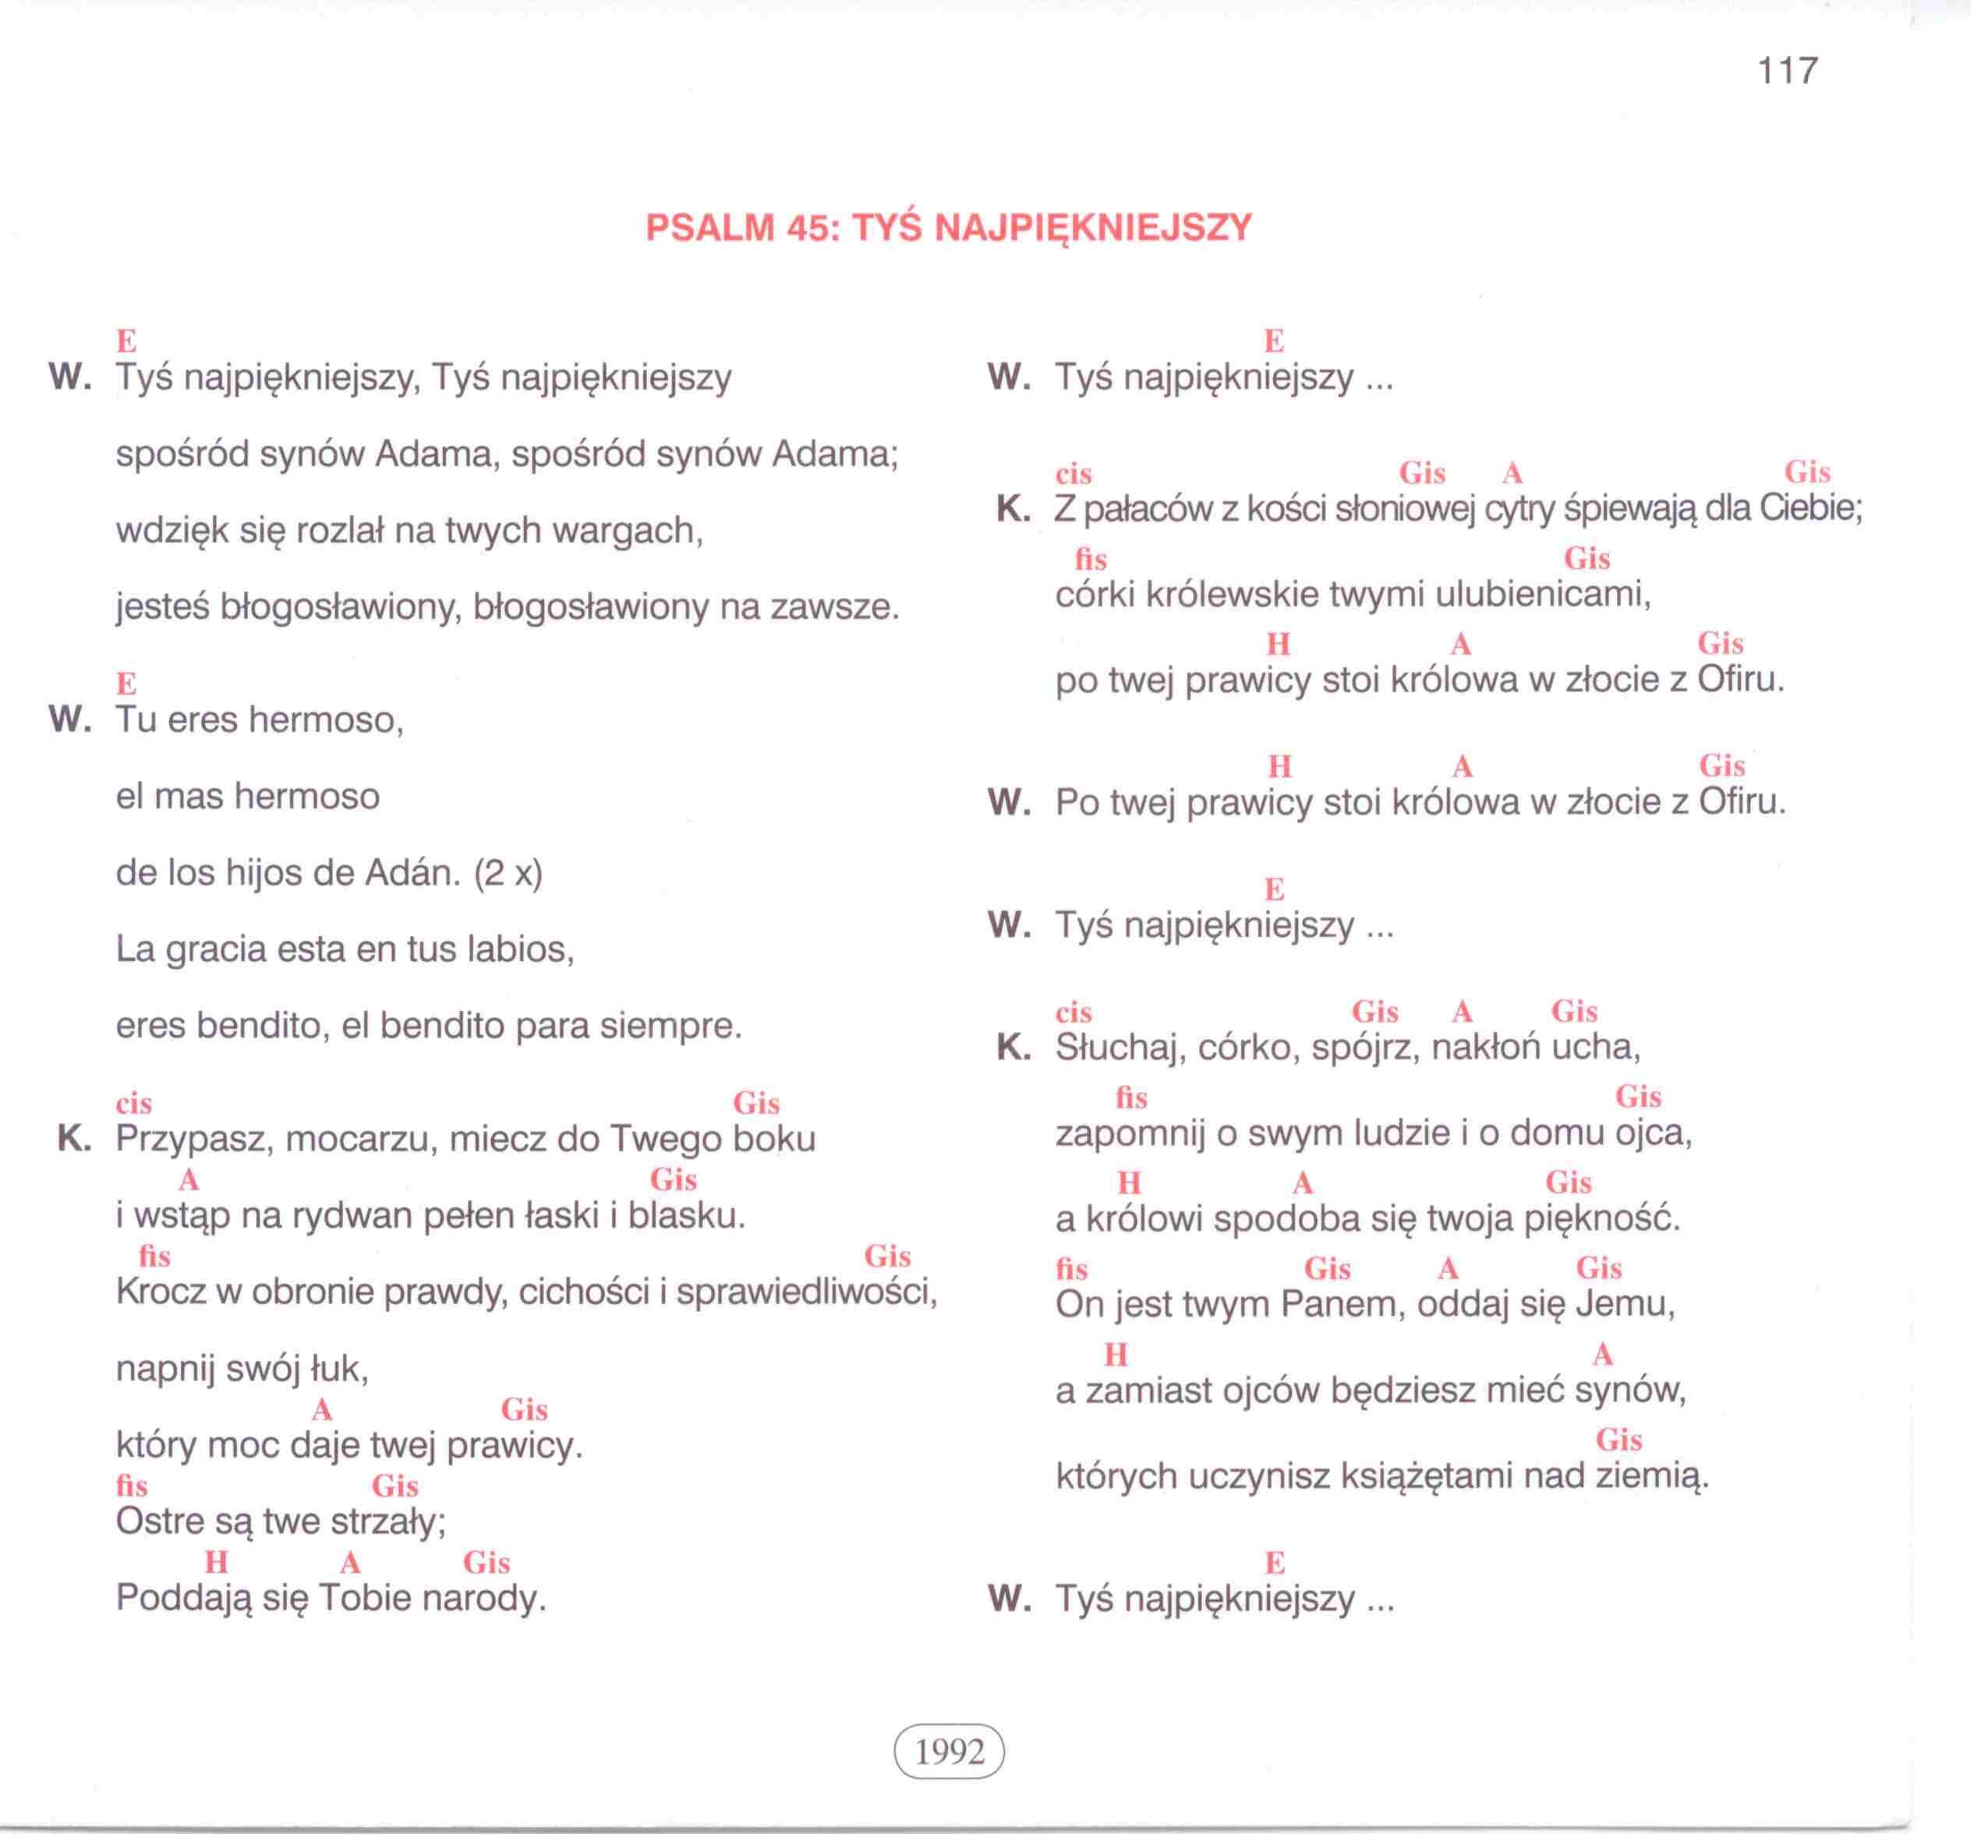 117
PSALM 45: TYŚ NAJPIĘKNIEJSZY
E
W. Tyś najpiękniejszy, Tyś najpiękniejszy
spośród synów Adama, spośród synów Adama;
wdzięk się rozlał na twych wargach,
jesteś błogosławiony, błogosławiony na zawsze.
E
W. Tu eres hermoso,
el mas hermoso
de los hijos de Adán. (2 x)
La gracia esta en tus labios,
eres bendito, el bendito para siempre.
cis Gis
K. Przypasz, mocarzu, miecz do Twego boku
A Gis
i wstąp na rydwan pełen łaski i blasku.
fis Gis
Krocz w obronie prawdy, cichości i sprawiedliwości,
napnij swój łuk,
A Gis
który moc daje twej prawicy.
fis Gis
Ostre są twe strzały;
H A Gis
Poddają się Tobie narody.
E
W. Tyś najpiękniejszy ...
cis Gis A Gis
K. Z pałaców z kości słoniowej cytry śpiewają dla Ciebie;
fis Gis
córki królewskie twymi ulubienicami,
H A Gis
po twej prawicy stoi królowa w złocie z Ofiru.
H A Gis
W. Po twej prawicy stoi królowa w złocie z Ofiru.
E
W. Tyś najpiękniejszy ...
cis Gis A Gis
K. Słuchaj, córko, spójrz, nakłoń ucha,
fis Gis
zapomnij o swym ludzie i o domu ojca,
H A Gis
a królowi spodoba się twoja piękność.
fis Gis A Gis
On jest twym Panem, oddaj się Jemu,
H A
a zamiast ojców będziesz mieć synów,
Gis
których uczynisz książętami nad ziemią.
E
W. Tyś najpiękniejszy ...
1992